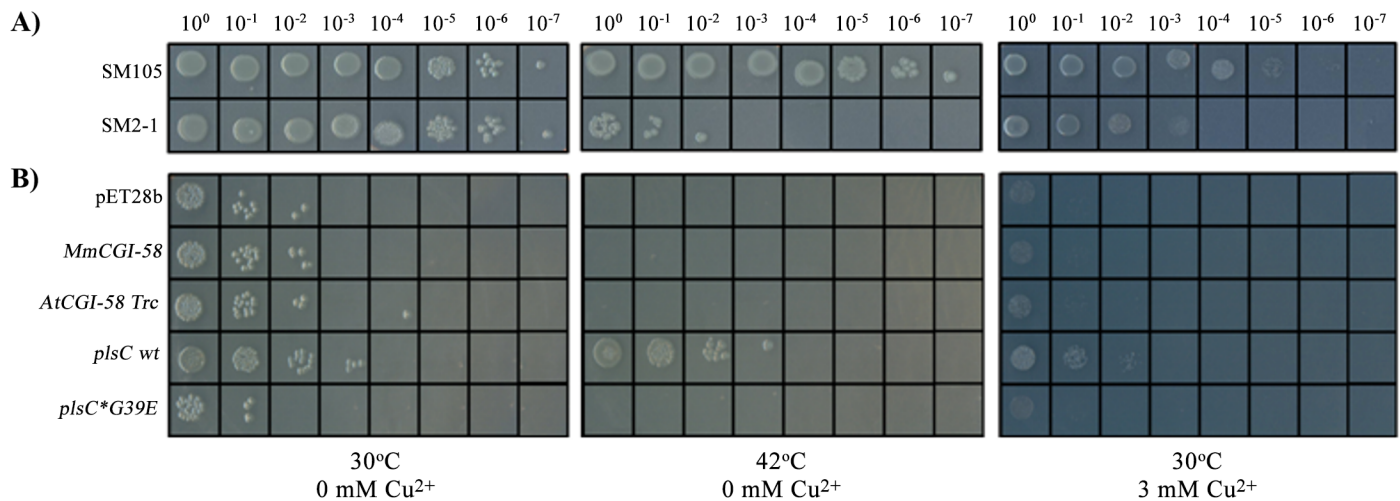 A) 10⁰ 10⁻¹ 10⁻² 10⁻³ 10⁻⁴ 10⁻⁵ 10⁻⁶ 10⁻⁷ 10⁰ 10⁻¹ 10⁻² 10⁻³ 10⁻⁴ 10⁻⁵ 10⁻⁶ 10⁻⁷ 10⁰ 10⁻¹ 10⁻² 10⁻³ 10⁻⁴ 10⁻⁵ 10⁻⁶ 10⁻⁷
SM105
SM2-1
B)
pET28b
MmCGI-58
AtCGI-58 Trc
plsC wt
plsC*G39E
30°C 42°C 30°C
0 mM Cu²⁺ 0 mM Cu²⁺ 3 mM Cu²⁺